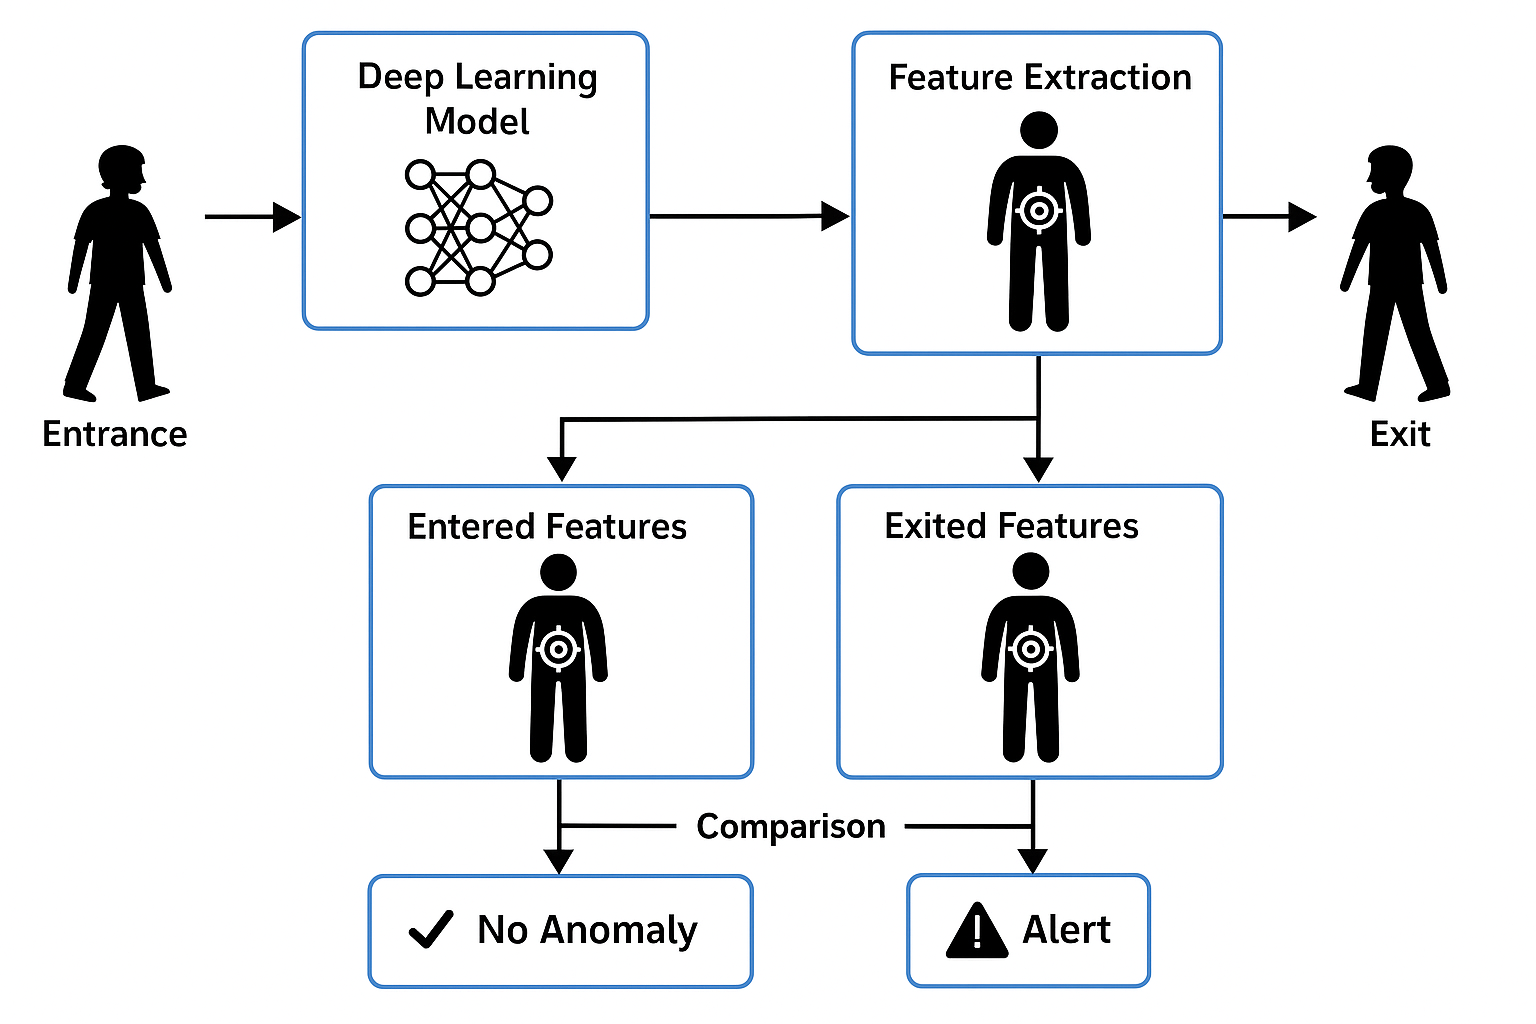 Deep Learning
Model
Feature Extraction
Entrance
Exit
Entered Features
Exited Features
Comparison
No Anomaly
Alert